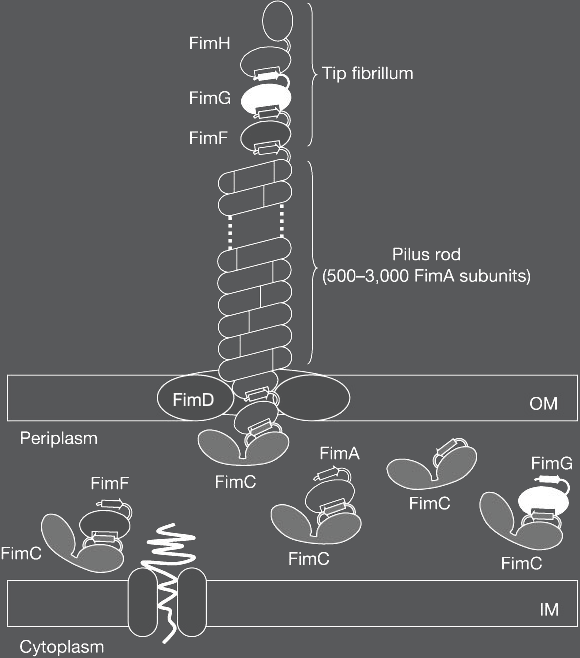 FimH
Tip fibrillum
FimG
FimF
Pilus rod
(500–3,000 FimA subunits)
FimD
OM
Periplasm
FimA
FimG
FimC
FimF
FimC
FimC
FimC
FimC
IM
Cytoplasm